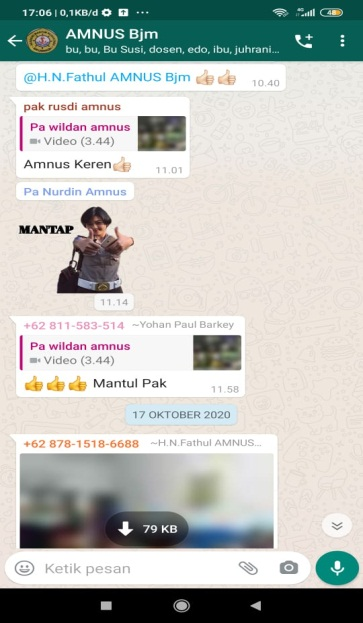 17:06 | 0,1KB/d ...
4G
48
AMNUS Bjm
bu, bu, Bu Susi, dosen, edo, ibu, juhrani...
@H.N.Fathul AMNUS Bjm 👍🏻👍🏻
10.40
pak rusdi amnus
Pa wildan amnus
Video (3.44)
Amnus Keren👍🏻
11.01
Pa Nurdin Amnus
MANTAP
11.14
+62 811-583-514 ~Yohan Paul Barkey
Pa wildan amnus
Video (3.44)
👍👍👍 Mantul Pak
11.58
17 OKTOBER 2020
+62 878-1518-6688 ~H.N.Fathul AMNUS...
79 KB
Ketik pesan